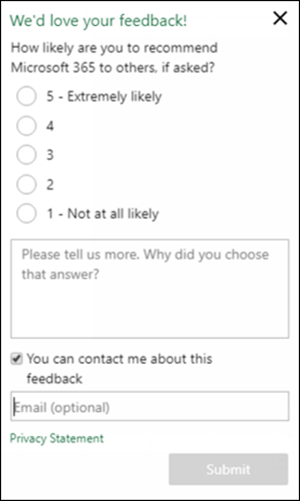 We'd love your feedback!
How likely are you to recommend
Microsoft 365 to others, if asked?
5 - Extremely likely
4
3
2
1 - Not at all likely
Please tell us more. Why did you choose
that answer?
You can contact me about this
feedback
Email (optional)
Privacy Statement
Submit